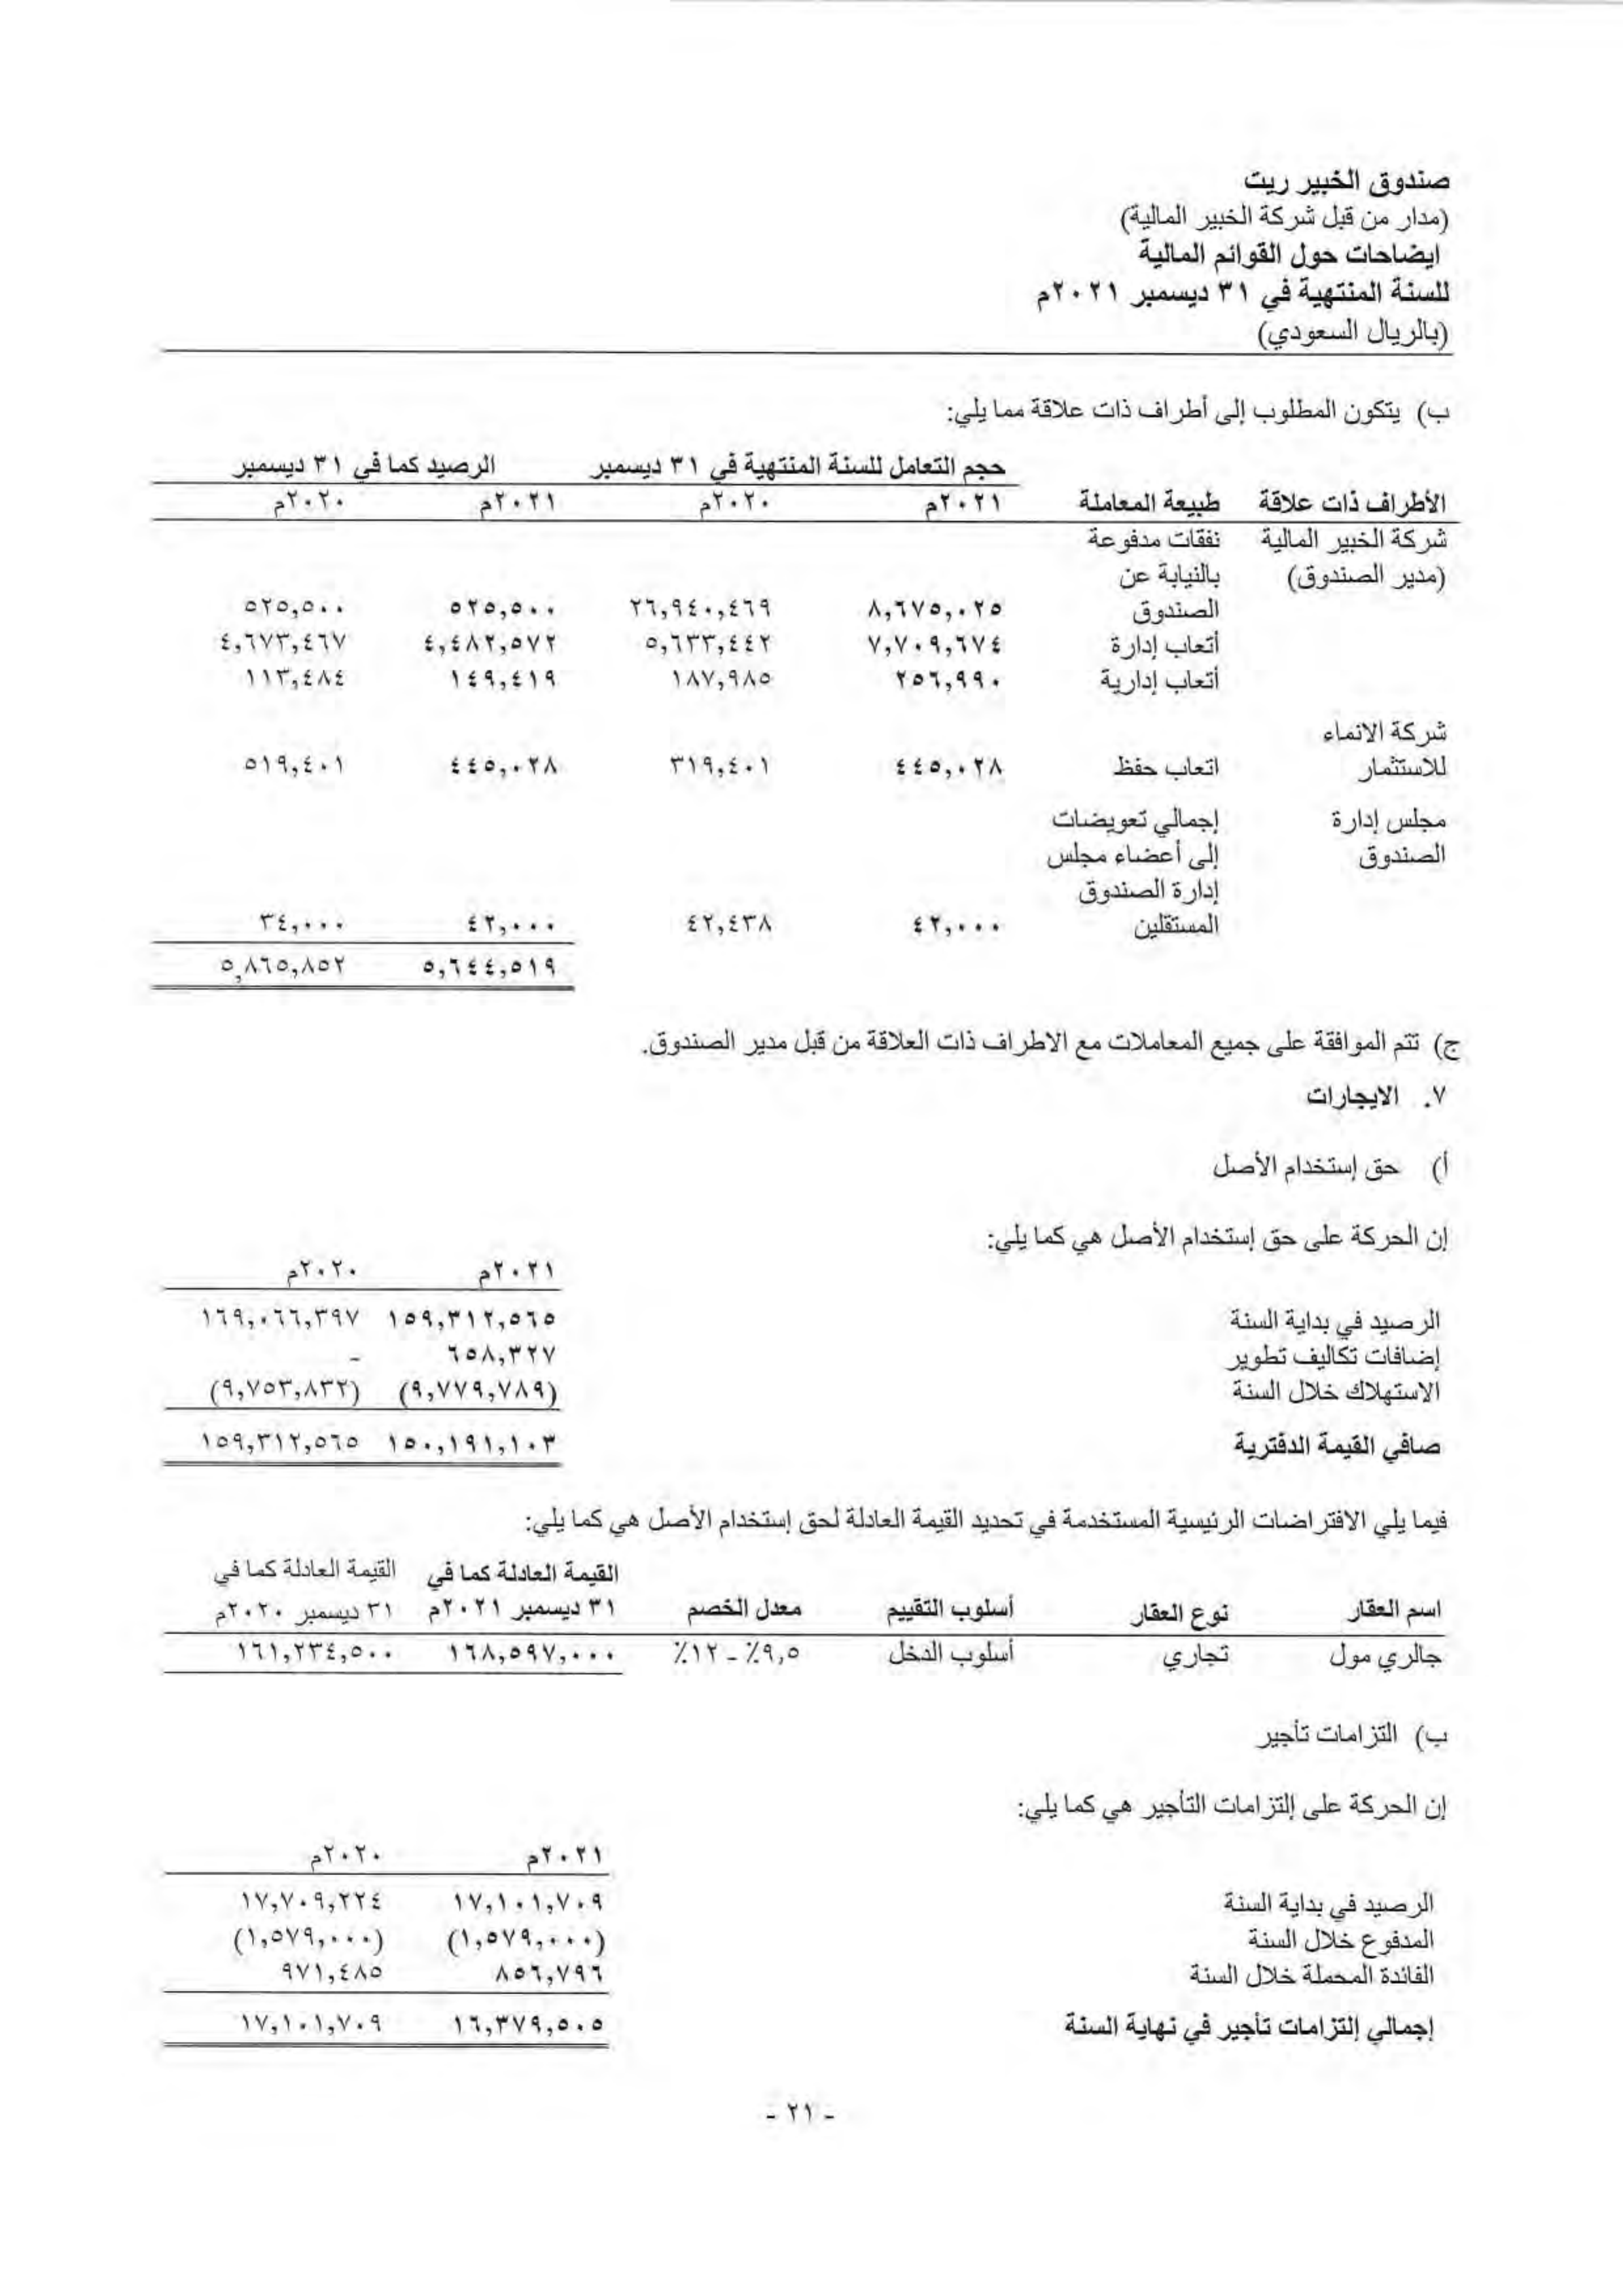 صندوق الخبير ريت
(مدار من قبل شركة الخبير المالية)
ايضاحات حول القوائم المالية
للسنة المنتهية في ٣١ ديسمبر ٢٠٢١م
(بالريال السعودي)
ب) يتكون المطلوب إلى أطراف ذات علاقة مما يلي:
حجم التعامل للسنة المنتهية في ٣١ ديسمبر الرصيد كما في ٣١ ديسمبر
الأطراف ذات علاقة طبيعة المعاملة ٢٠٢١م ٢٠٢٠م ٢٠٢١م ٢٠٢٠م
شركة الخبير المالية نفقات مدفوعة
(مدير الصندوق) بالنيابة عن
الصندوق ٨,٦٧٥,٠٢٥ ٢٦,٩٤٠,٤٦٩ ٥٢٥,٥٠٠ ٥٢٥,٥٠٠
أتعاب إدارة ٧,٧٠٩,٦٧٤ ٥,٦٣٣,٤٤٢ ٤,٤٨٢,٥٧٢ ٤,٦٧٣,٤٦٧
أتعاب إدارية ٢٥٦,٩٩٠ ١٨٧,٩٨٥ ١٤٩,٤١٩ ١١٣,٤٨٤
شركة الانماء
للاستثمار اتعاب حفظ ٤٤٥,٠٢٨ ٣١٩,٤٠١ ٤٤٥,٠٢٨ ٥١٩,٤٠١
مجلس إدارة إجمالي تعويضات
الصندوق إلى أعضاء مجلس
إدارة الصندوق
المستقلين ٤٢,٠٠٠ ٤٢,٤٣٨ ٤٢,٠٠٠ ٣٤,٠٠٠
٥,٦٤٤,٥١٩ ٥,٨٦٥,٨٥٢
ج) تتم الموافقة على جميع المعاملات مع الاطراف ذات العلاقة من قبل مدير الصندوق.
٧. الايجارات
أ) حق إستخدام الأصل
إن الحركة على حق إستخدام الأصل هي كما يلي:
٢٠٢١م ٢٠٢٠م
الرصيد في بداية السنة ١٥٩,٣١٢,٥٦٥ ١٦٩,٠٦٦,٣٩٧
إضافات تكاليف تطوير ٦٥٨,٣٢٧ -
الاستهلاك خلال السنة (٩,٧٧٩,٧٨٩) (٩,٧٥٣,٨٣٢)
صافي القيمة الدفترية ١٥٠,١٩١,١٠٣ ١٥٩,٣١٢,٥٦٥
فيما يلي الافتراضات الرئيسية المستخدمة في تحديد القيمة العادلة لحق إستخدام الأصل هي كما يلي:
القيمة العادلة كما في القيمة العادلة كما في
اسم العقار نوع العقار أسلوب التقييم معدل الخصم ٣١ ديسمبر ٢٠٢١م ٣١ ديسمبر ٢٠٢٠م
جالري مول تجاري أسلوب الدخل ٩,٥٪ - ١٢٪ ١٦٨,٥٩٧,٠٠٠ ١٦١,٢٣٤,٥٠٠
ب) التزامات تأجير
إن الحركة على إلتزامات التأجير هي كما يلي:
٢٠٢١م ٢٠٢٠م
الرصيد في بداية السنة ١٧,١٠١,٧٠٩ ١٧,٧٠٩,٢٢٤
المدفوع خلال السنة (١,٥٧٩,٠٠٠) (١,٥٧٩,٠٠٠)
الفائدة المحملة خلال السنة ٨٥٦,٧٩٦ ٩٧١,٤٨٥
إجمالي إلتزامات تأجير في نهاية السنة ١٦,٣٧٩,٥٠٥ ١٧,١٠١,٧٠٩
- ٢١ -